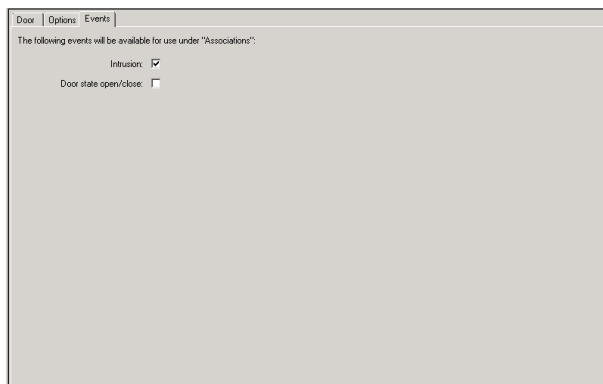 Door Options Events
The following events will be available for use under "Associations":
Intrusion:
Door state open/close: